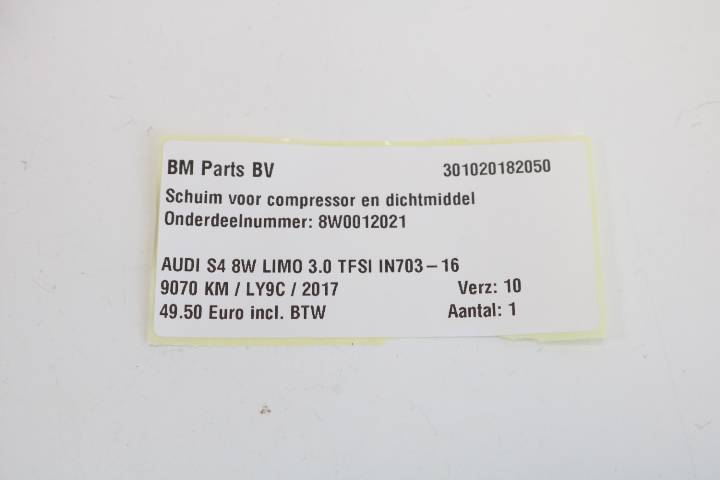 BM Parts BV 301020182050
Schuim voor compressor en dichtmiddel
Onderdeelnummer: 8W0012021
AUDI S4 8W LIMO 3.0 TFSI IN703-16
9070 KM / LY9C / 2017 Verz: 10
49.50 Euro incl. BTW Aantal: 1